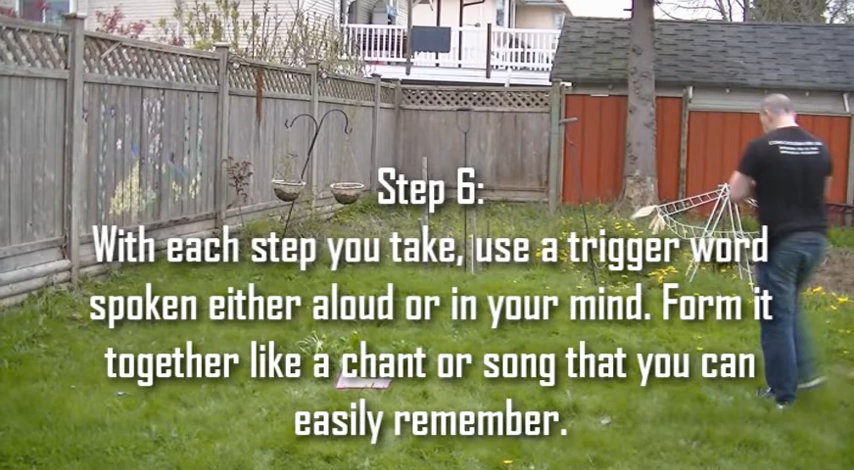 Step 6:
With each step you take, use a trigger word
spoken either aloud or in your mind. Form it
together like a chant or song that you can
easily remember.